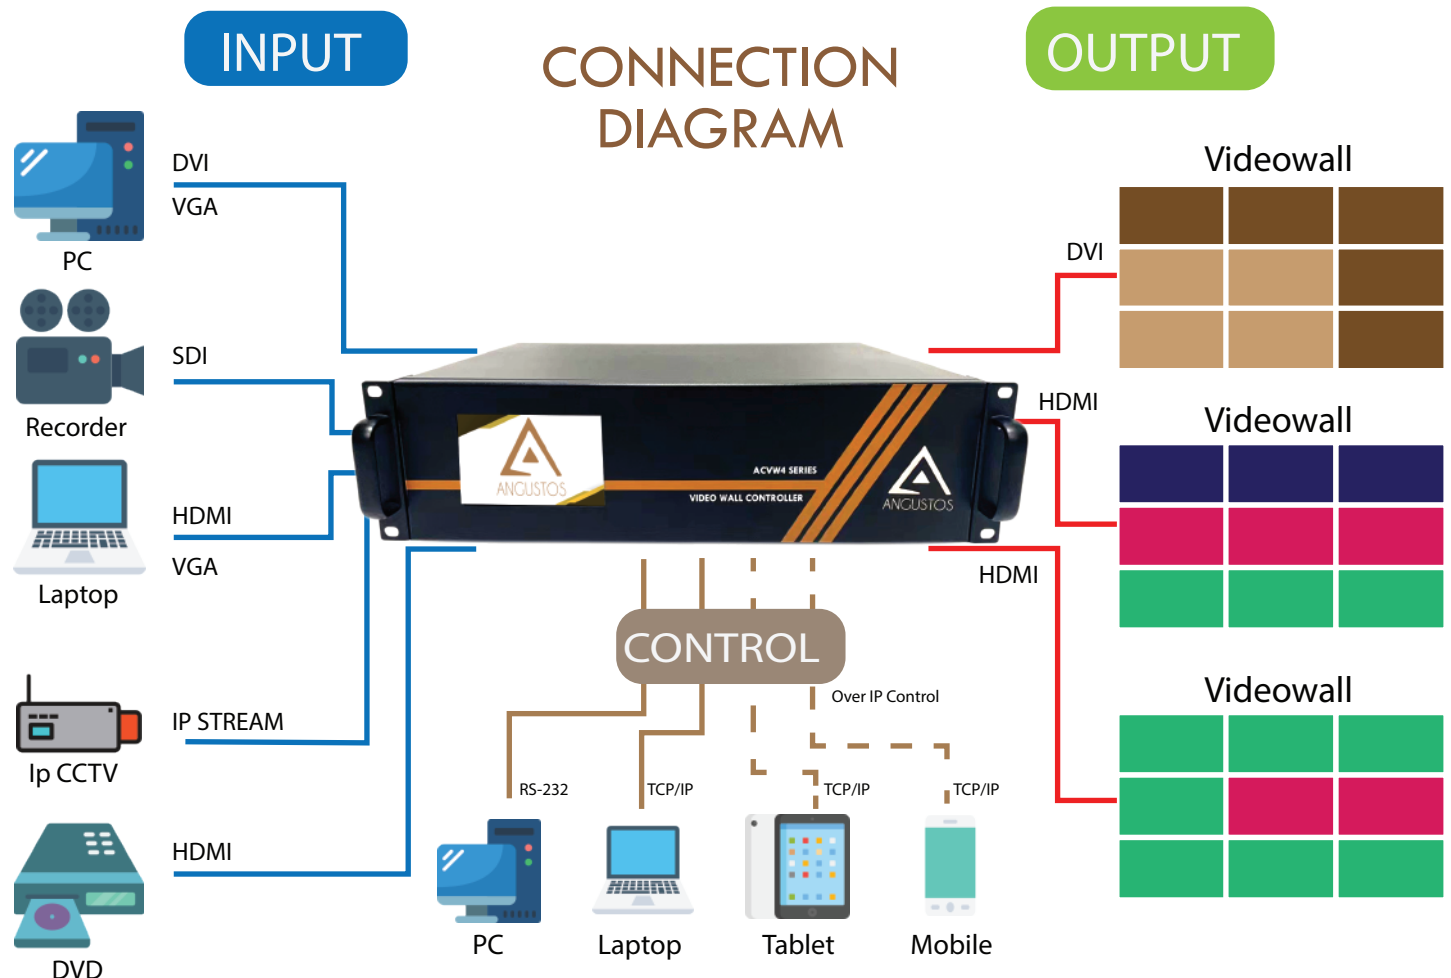 INPUT
CONNECTION
DIAGRAM
OUTPUT
DVI
VGA
PC
SDI
Recorder
HDMI
VGA
Laptop
IP STREAM
Ip CCTV
HDMI
DVD
ANGUSTOS
ACVW4 SERIES
VIDEO WALL CONTROLLER
ANGUSTOS
CONTROL
Over IP Control
RS-232
TCP/IP
TCP/IP
TCP/IP
PC
Laptop
Tablet
Mobile
Videowall
DVI
HDMI
Videowall
HDMI
Videowall